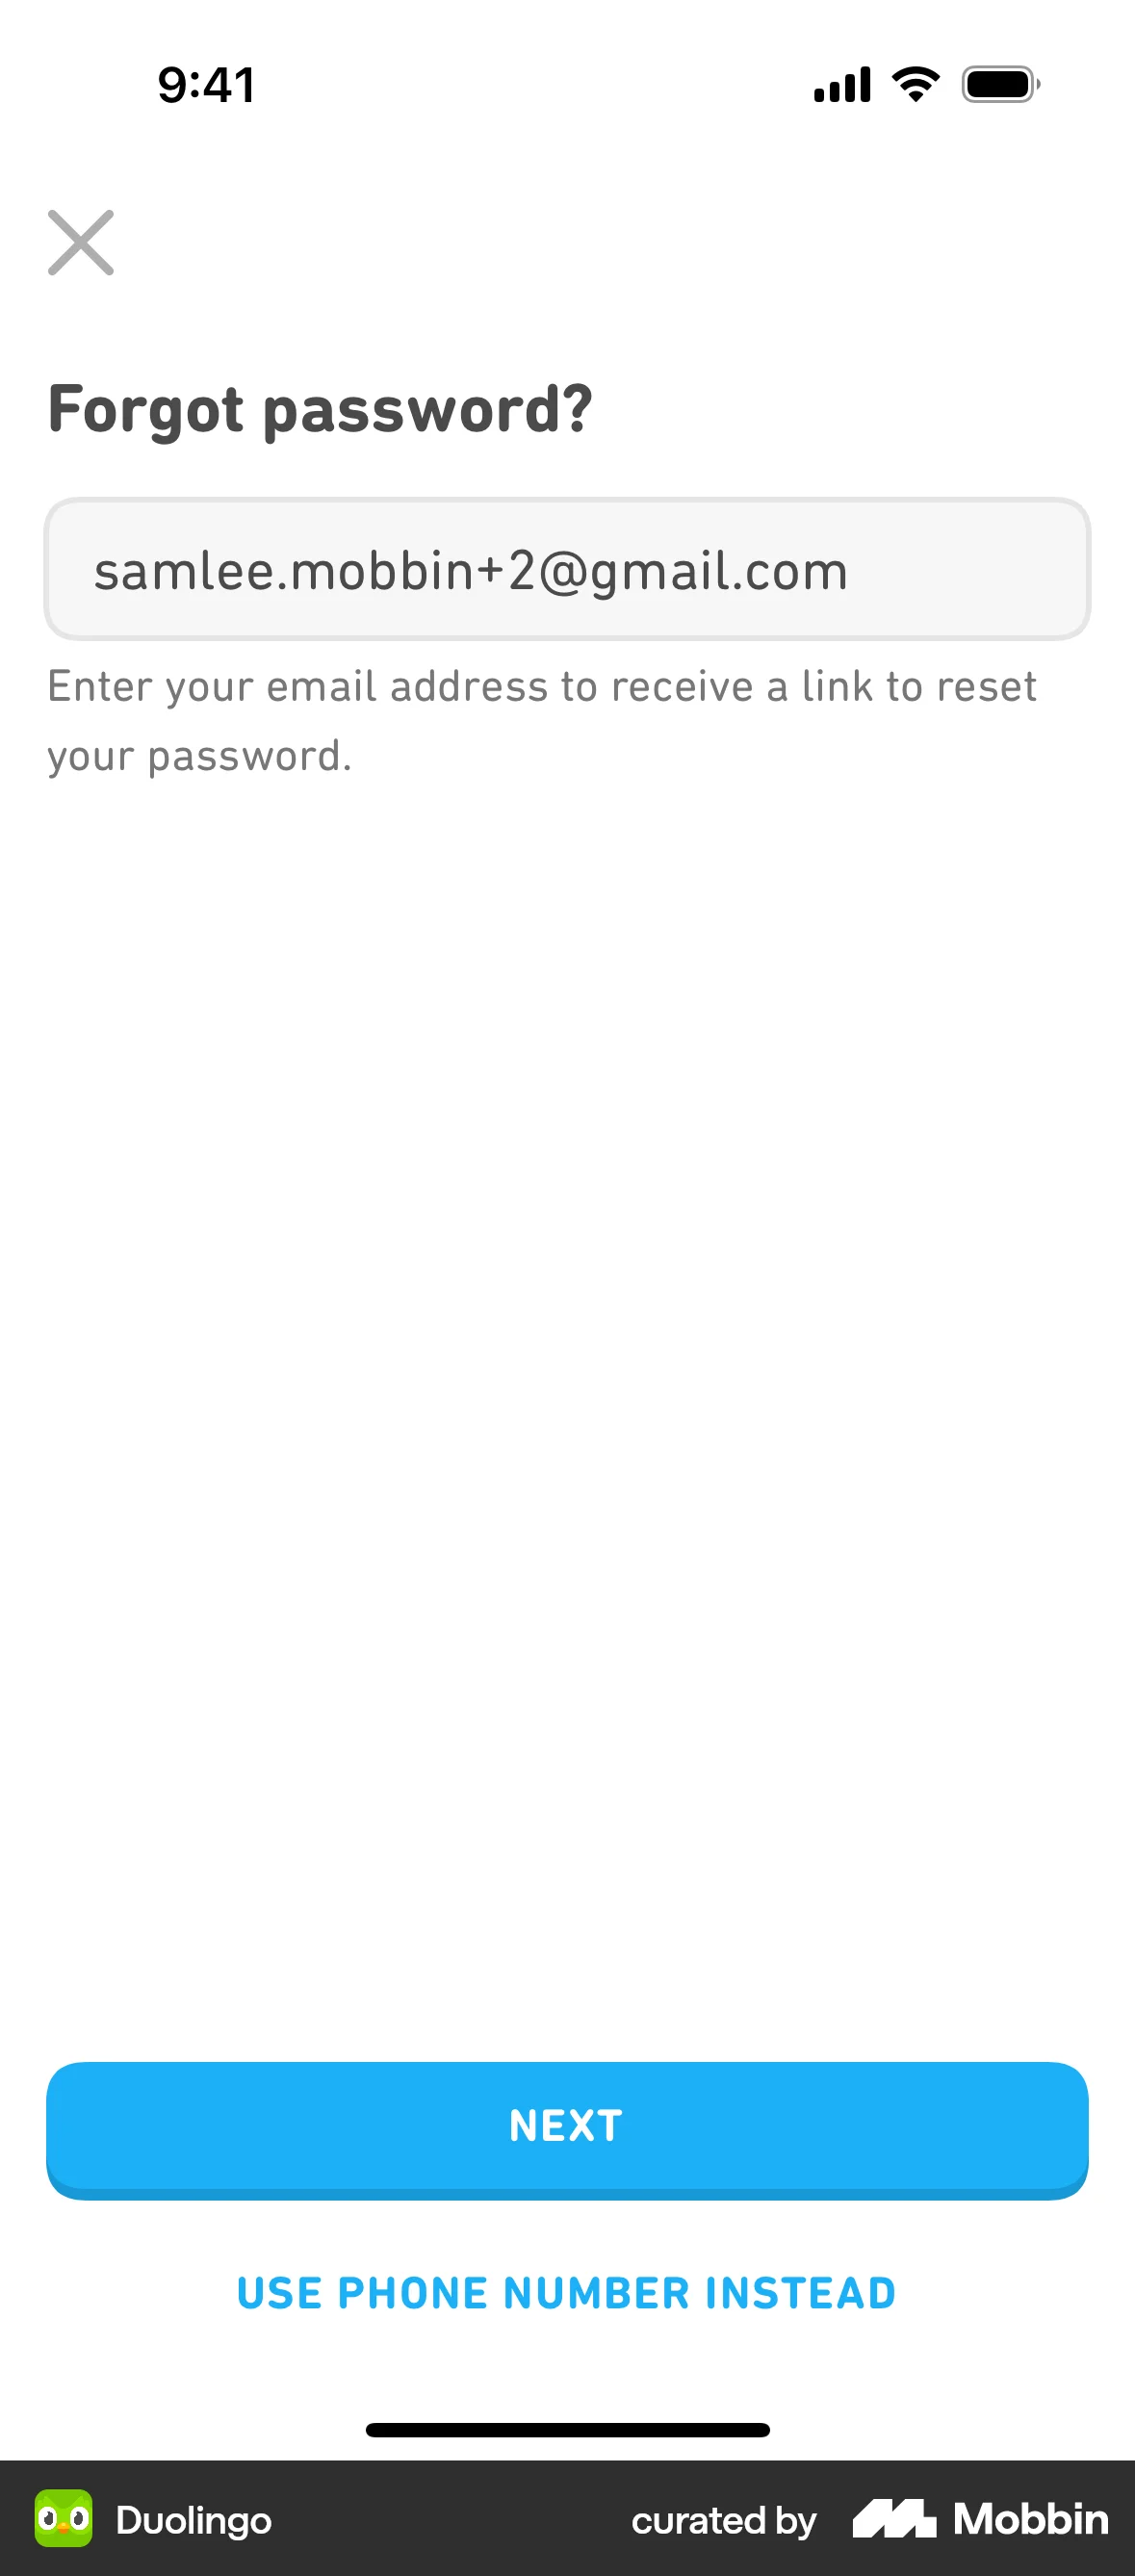 9:41
Forgot password?
samlee.mobbin+2@gmail.com
Enter your email address to receive a link to reset
your password.
NEXT
USE PHONE NUMBER INSTEAD
Duolingo
curated by Mobbin